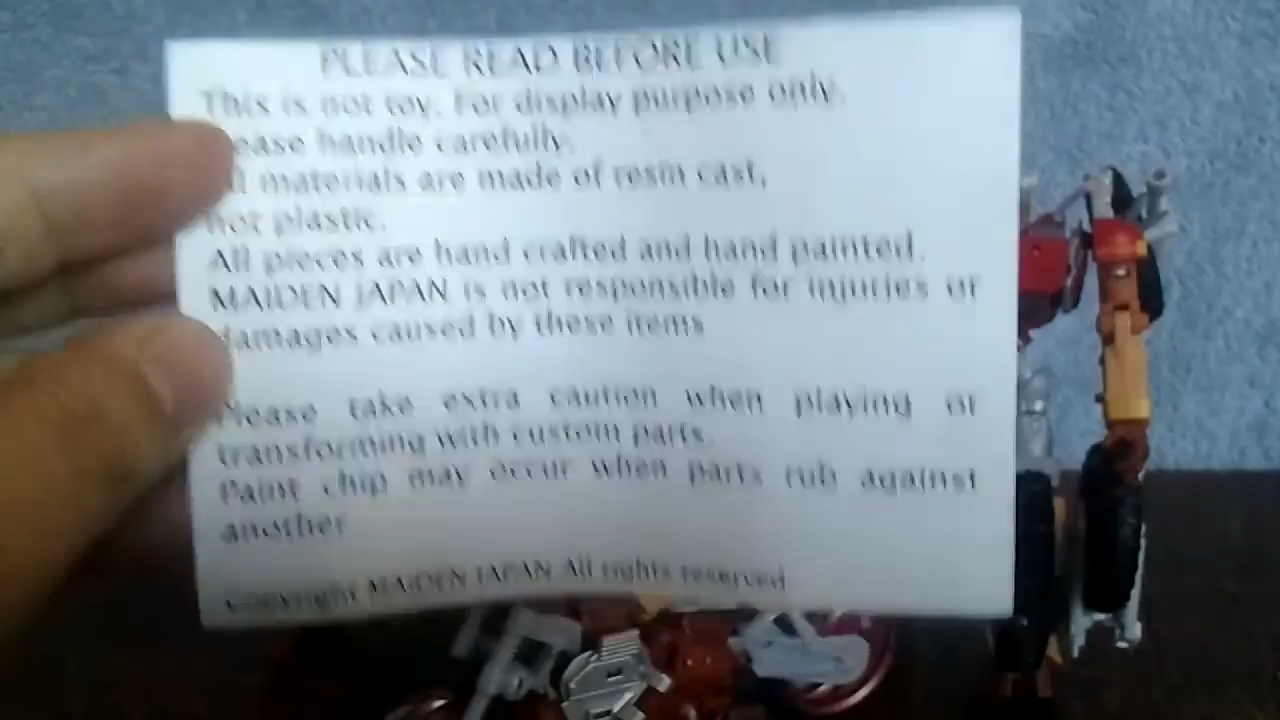 PLEASE READ BEFORE USE
This is not toy. For display purpose only.
ease handle carefully.
materials are made of resin cast,
not plastic.
All pieces are hand crafted and hand painted.
MAIDEN JAPAN is not responsible for injuries or
damages caused by these items
Please take extra caution when playing or
transforming with custom parts.
Paint chip may occur when parts rub against
another
Copyright MAIDEN JAPAN All rights reserved